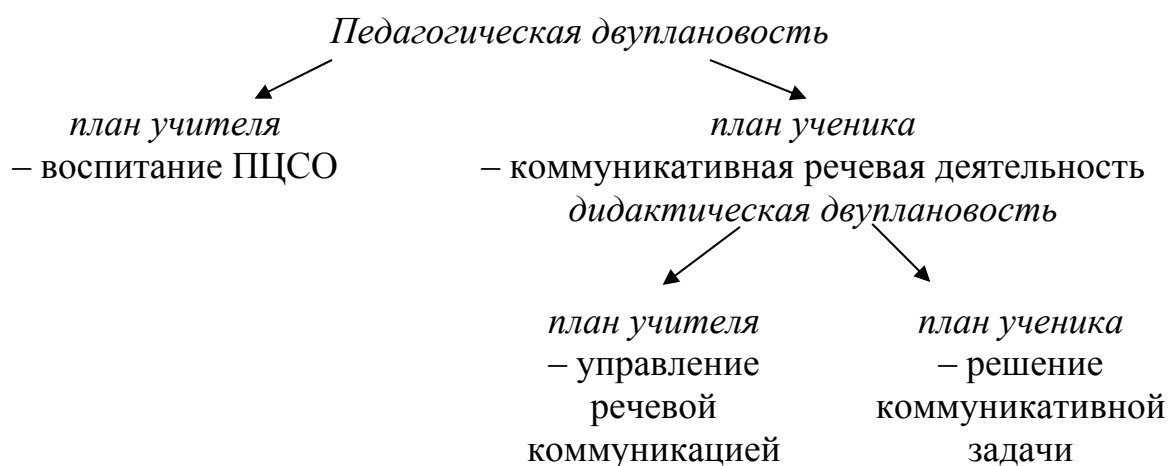 Педагогическая двуплановость
план учителя
– воспитание ПЦСО
план ученика
– коммуникативная речевая деятельность
дидактическая двуплановость
план учителя
– управление
речевой
коммуникацией
план ученика
– решение
коммуникативной
задачи